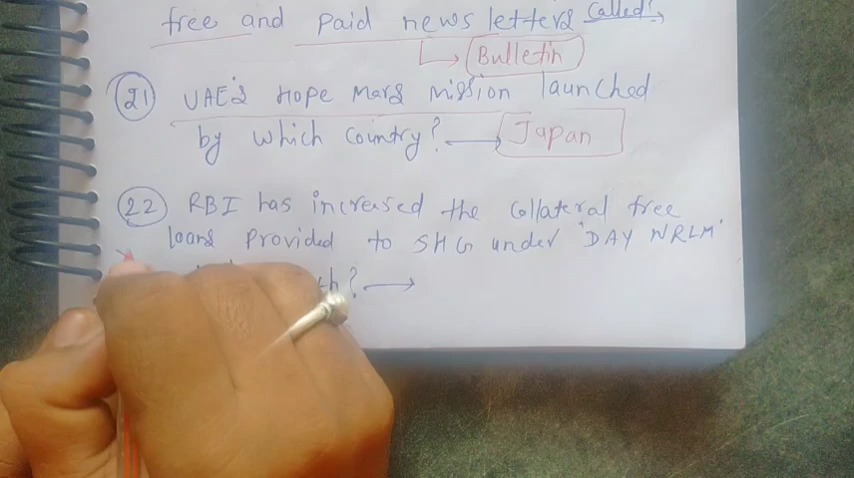 free and paid news letters called?
Bulletin
21 UAE's Hope Mars Mission launched
by which country? → Japan
22 RBI has increased the Collateral free
loans provided to SHG under 'DAY NRLM'
→